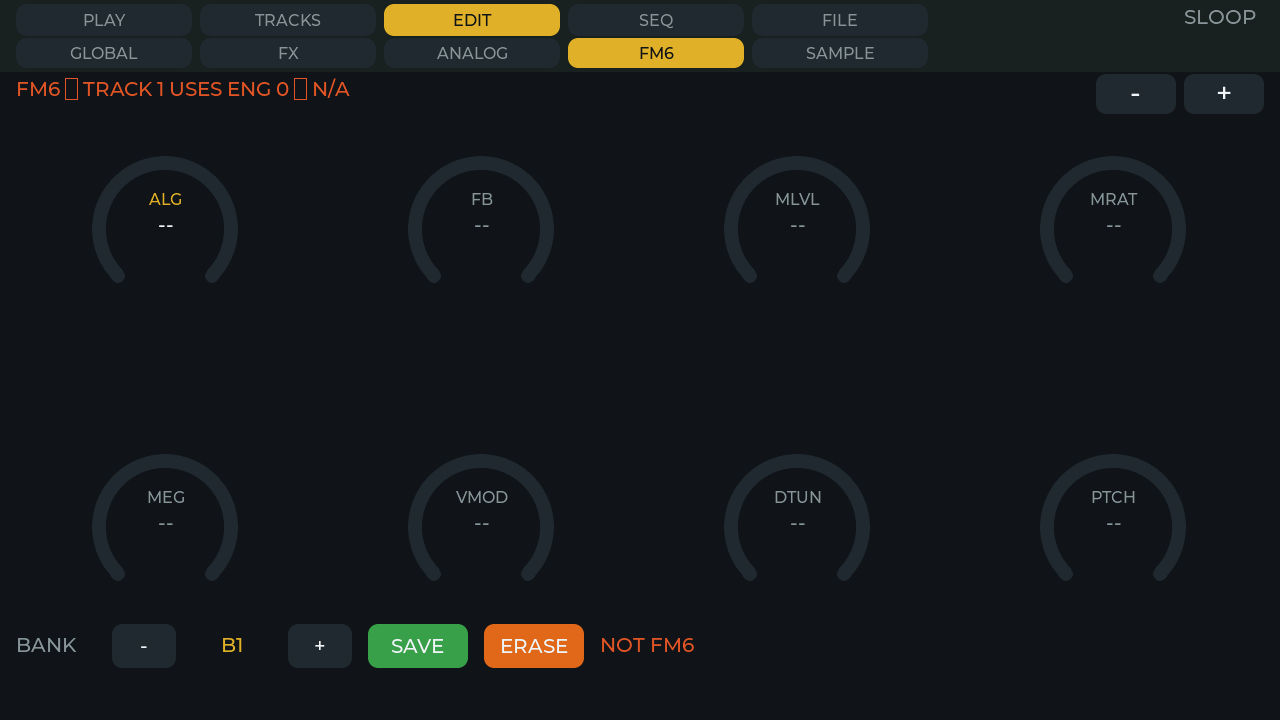 PLAY TRACKS EDIT SEQ FILE SLOOP
GLOBAL FX ANALOG FM6 SAMPLE
FM6 □ TRACK 1 USES ENG 0 □ N/A - +
ALG FB MLVL MRAT
-- -- -- --
MEG VMOD DTUN PTCH
-- -- -- --
BANK - B1 + SAVE ERASE NOT FM6